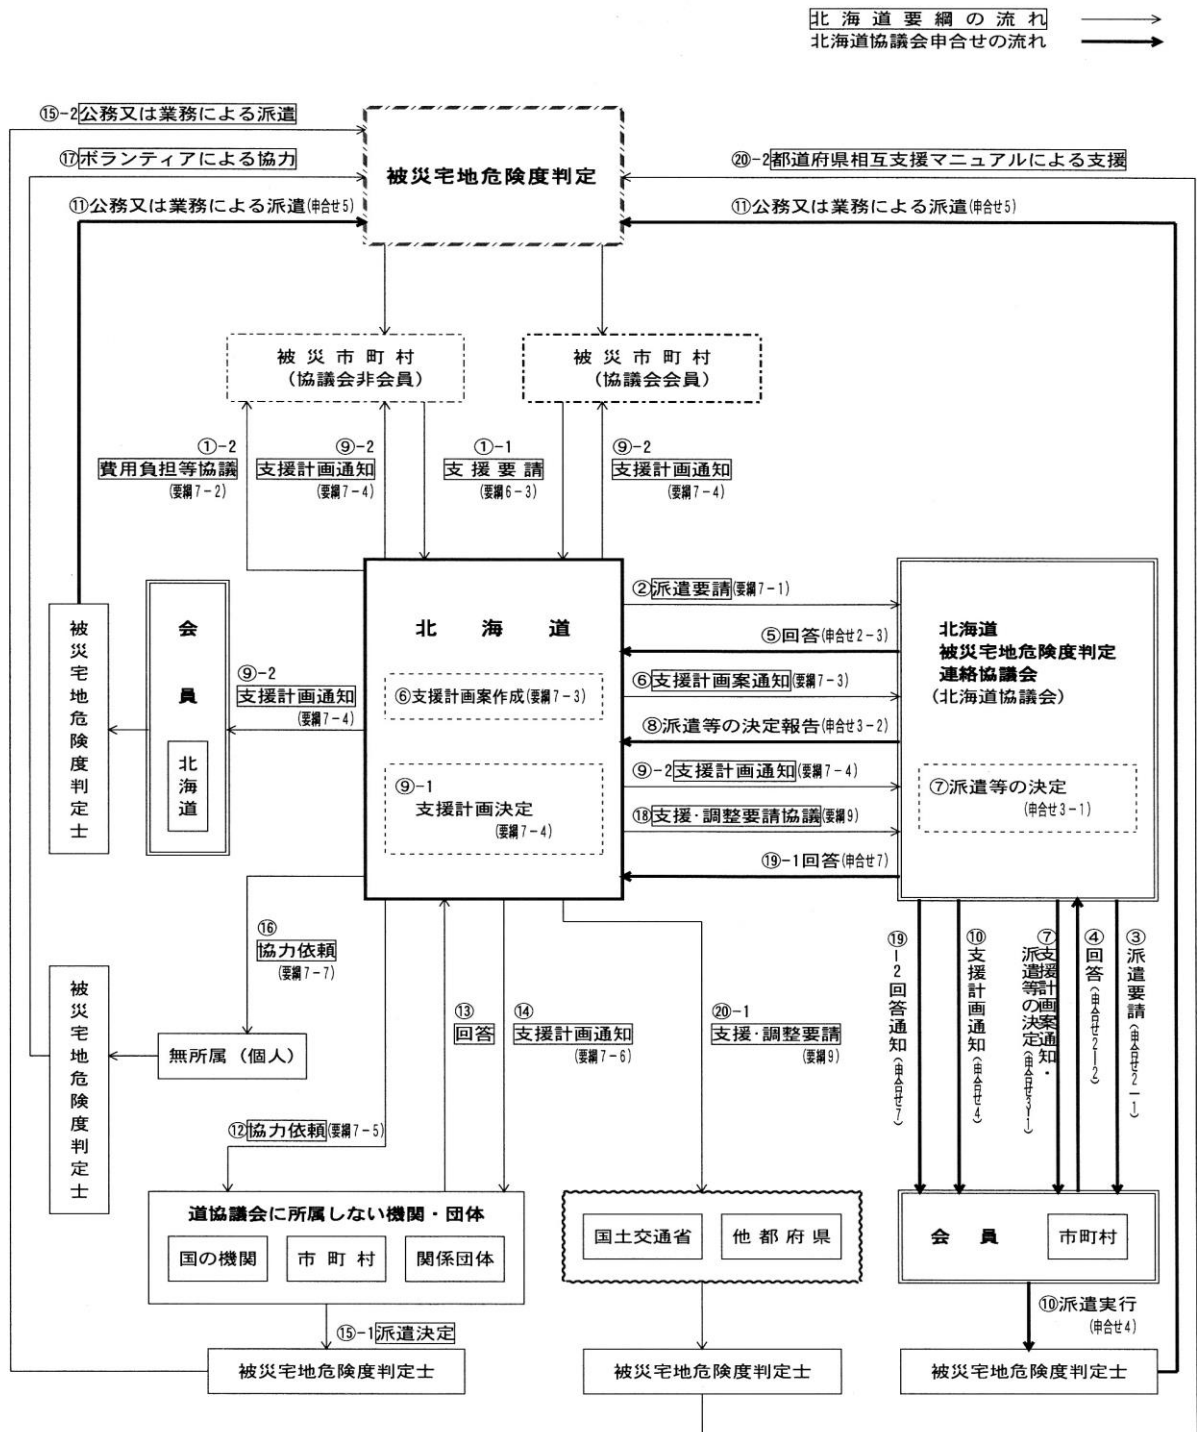 北海道要綱の流れ
北海道協議会申合せの流れ
⑮-2公務又は業務による派遣
⑰ボランティアによる協力
⑪公務又は業務による派遣(申合せ5)
被災宅地危険度判定
⑳-2都道府県相互支援マニュアルによる支援
⑪公務又は業務による派遣(申合せ5)
被災市町村
(協議会非会員)
被災市町村
(協議会会員)
①-2
費用負担等協議
(要綱7-2)
⑨-2
支援計画通知
(要綱7-4)
①-1
支援要請
(要綱6-3)
⑨-2
支援計画通知
(要綱7-4)
被災宅地危険度判定士
会員
北海道
⑨-2
支援計画通知
(要綱7-4)
北海道
⑥支援計画案作成(要綱7-3)
⑨-1
支援計画決定
(要綱7-4)
②派遣要請(要綱7-1)
⑤回答(申合せ2-3)
⑥支援計画案通知(要綱7-3)
⑧派遣等の決定報告(申合せ3-2)
⑨-2支援計画通知(要綱7-4)
⑱支援・調整要請協議(要綱9)
⑲-1回答(申合せ7)
北海道
被災宅地危険度判定
連絡協議会
(北海道協議会)
⑦派遣等の決定
(申合せ3-1)
被災宅地危険度判定士
⑯
協力依頼
(要綱7-7)
無所属(個人)
⑫協力依頼(要綱7-5)
⑬
回答
⑭
支援計画通知
(要綱7-6)
⑳-1
支援・調整要請
(要綱9)
⑲-2回答通知(申合せ7)
⑩支援計画通知(申合せ4)
⑦支援計画案通知・
派遣等の決定(申合せ3-1)
④回答(申合せ2-2)
③派遣要請(申合せ2-1)
道協議会に所属しない機関・団体
国の機関
市町村
関係団体
国土交通省
他都府県
会員
市町村
⑮-1派遣決定
⑩派遣実行
(申合せ4)
被災宅地危険度判定士
被災宅地危険度判定士
被災宅地危険度判定士